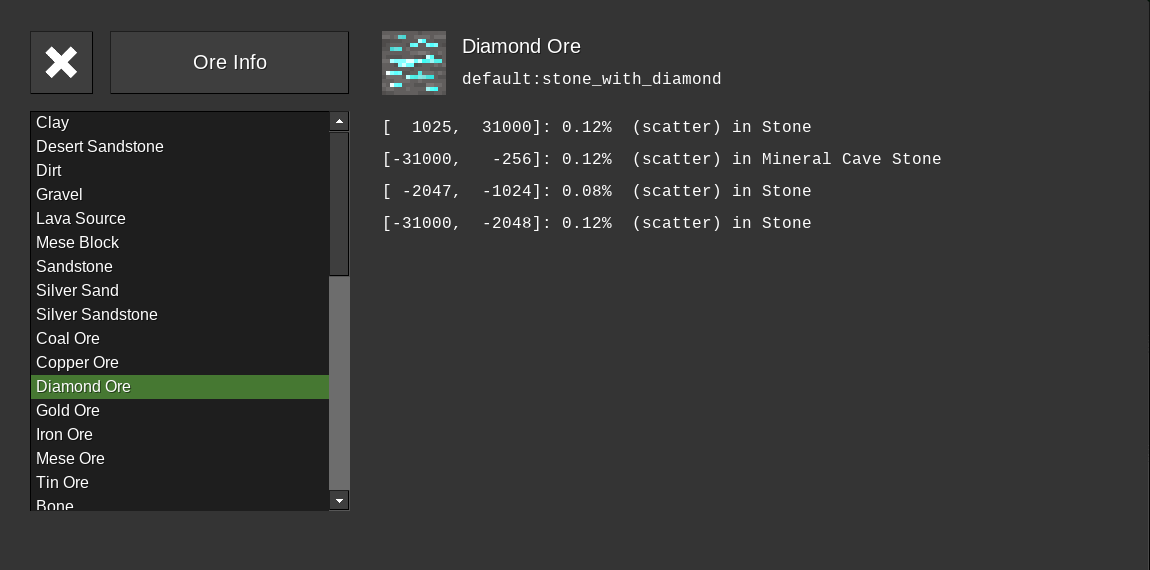 Ore Info
Clay
Desert Sandstone
Dirt
Gravel
Lava Source
Mese Block
Sandstone
Silver Sand
Silver Sandstone
Coal Ore
Copper Ore
Diamond Ore
Gold Ore
Iron Ore
Mese Ore
Tin Ore
Bone
Diamond Ore
default:stone_with_diamond
[  1025,  31000]: 0.12%  (scatter) in Stone
[-31000,   -256]: 0.12%  (scatter) in Mineral Cave Stone
[ -2047,  -1024]: 0.08%  (scatter) in Stone
[-31000,  -2048]: 0.12%  (scatter) in Stone